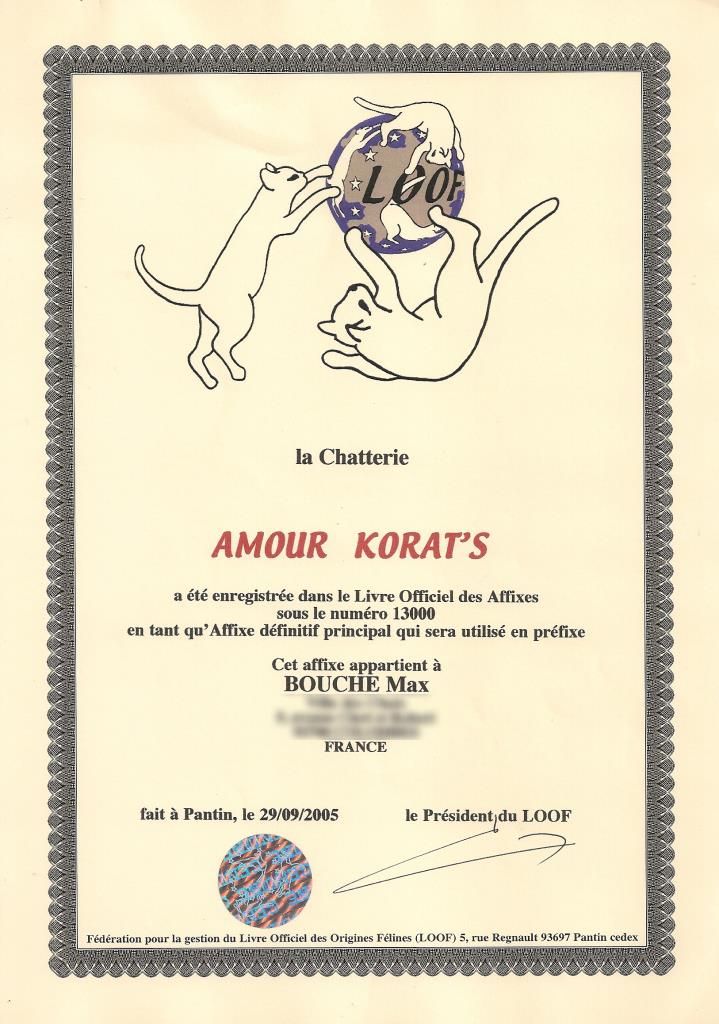 LOOF
la Chatterie
AMOUR KORAT'S
a été enregistrée dans le Livre Officiel des Affixes
sous le numéro 13000
en tant qu'Affixe définitif principal qui sera utilisé en préfixe
Cet affixe appartient à
BOUCHE Max
FRANCE
fait à Pantin, le 29/09/2005 le Président du LOOF
Fédération pour la gestion du Livre Officiel des Origines Félines (LOOF) 5, rue Regnault 93697 Pantin cedex